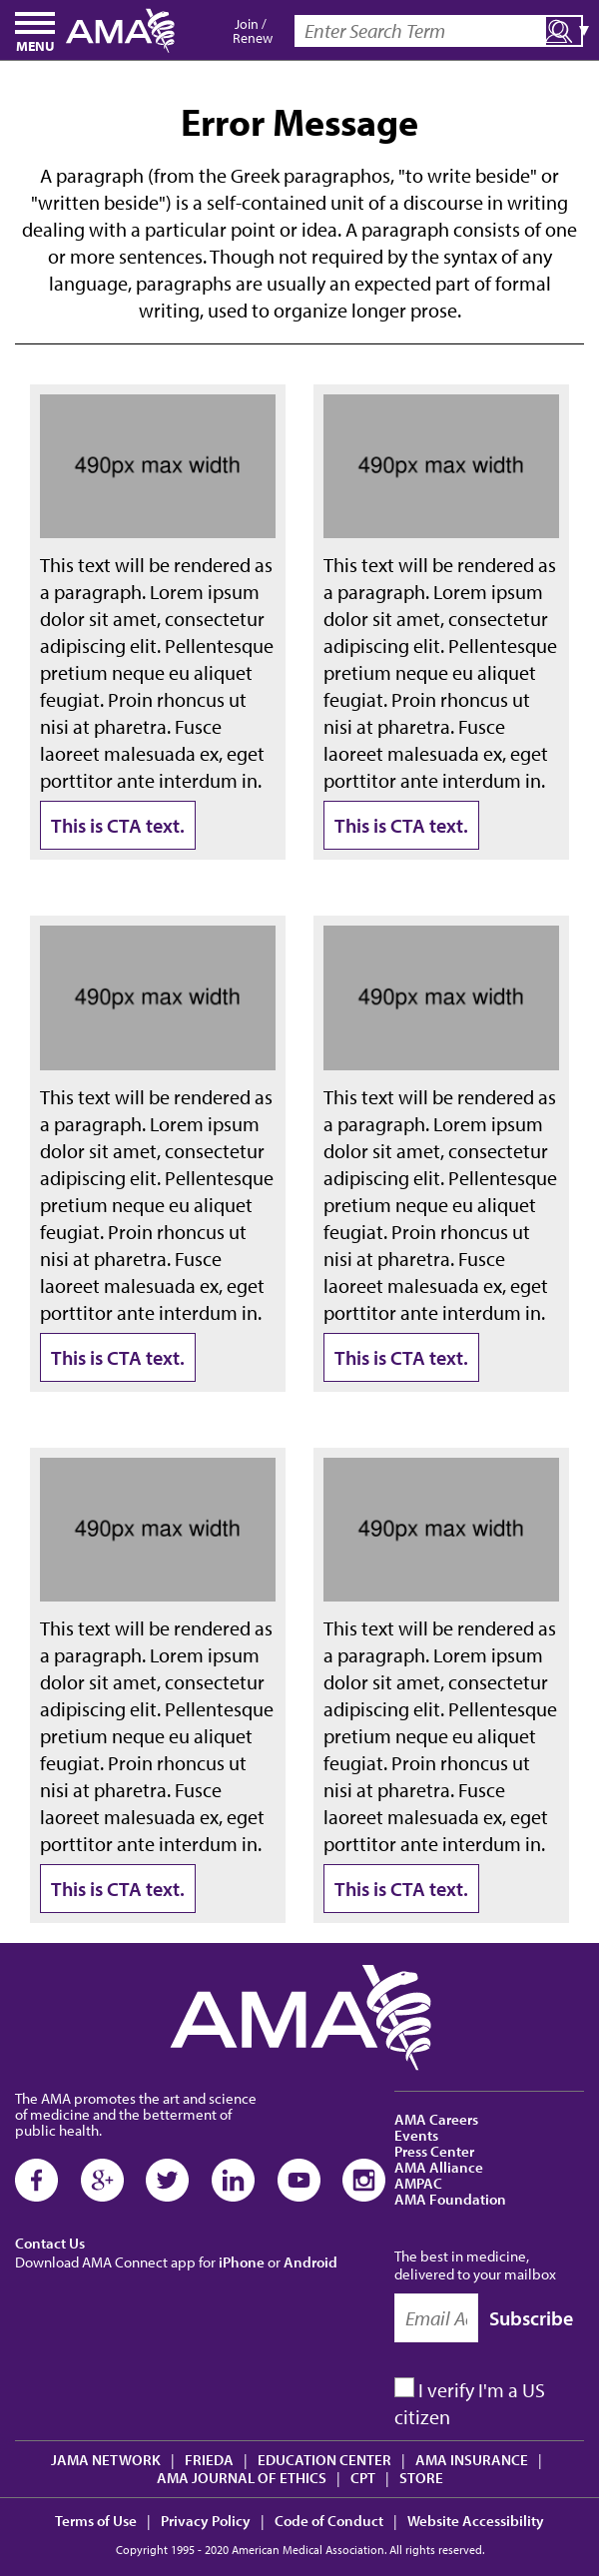 MENU
AMA
Join /
Renew
Enter Search Term
Error Message
A paragraph (from the Greek paragraphos, "to write beside" or
"written beside") is a self-contained unit of a discourse in writing
dealing with a particular point or idea. A paragraph consists of one
or more sentences. Though not required by the syntax of any
language, paragraphs are usually an expected part of formal
writing, used to organize longer prose.
490px max width
This text will be rendered as
a paragraph. Lorem ipsum
dolor sit amet, consectetur
adipiscing elit. Pellentesque
pretium neque eu aliquet
feugiat. Proin rhoncus ut
nisi at pharetra. Fusce
laoreet malesuada ex, eget
porttitor ante interdum in.
This is CTA text.
490px max width
This text will be rendered as
a paragraph. Lorem ipsum
dolor sit amet, consectetur
adipiscing elit. Pellentesque
pretium neque eu aliquet
feugiat. Proin rhoncus ut
nisi at pharetra. Fusce
laoreet malesuada ex, eget
porttitor ante interdum in.
This is CTA text.
490px max width
This text will be rendered as
a paragraph. Lorem ipsum
dolor sit amet, consectetur
adipiscing elit. Pellentesque
pretium neque eu aliquet
feugiat. Proin rhoncus ut
nisi at pharetra. Fusce
laoreet malesuada ex, eget
porttitor ante interdum in.
This is CTA text.
490px max width
This text will be rendered as
a paragraph. Lorem ipsum
dolor sit amet, consectetur
adipiscing elit. Pellentesque
pretium neque eu aliquet
feugiat. Proin rhoncus ut
nisi at pharetra. Fusce
laoreet malesuada ex, eget
porttitor ante interdum in.
This is CTA text.
490px max width
This text will be rendered as
a paragraph. Lorem ipsum
dolor sit amet, consectetur
adipiscing elit. Pellentesque
pretium neque eu aliquet
feugiat. Proin rhoncus ut
nisi at pharetra. Fusce
laoreet malesuada ex, eget
porttitor ante interdum in.
This is CTA text.
490px max width
This text will be rendered as
a paragraph. Lorem ipsum
dolor sit amet, consectetur
adipiscing elit. Pellentesque
pretium neque eu aliquet
feugiat. Proin rhoncus ut
nisi at pharetra. Fusce
laoreet malesuada ex, eget
porttitor ante interdum in.
This is CTA text.
AMA
The AMA promotes the art and science
of medicine and the betterment of
public health.
Contact Us
Download AMA Connect app for iPhone or Android
AMA Careers
Events
Press Center
AMA Alliance
AMPAC
AMA Foundation
The best in medicine,
delivered to your mailbox
Email Subscribe
I verify I'm a US
citizen
JAMA NETWORK | FRIEDA | EDUCATION CENTER | AMA INSURANCE |
AMA JOURNAL OF ETHICS | CPT | STORE
Terms of Use | Privacy Policy | Code of Conduct | Website Accessibility
Copyright 1995 - 2020 American Medical Association. All rights reserved.